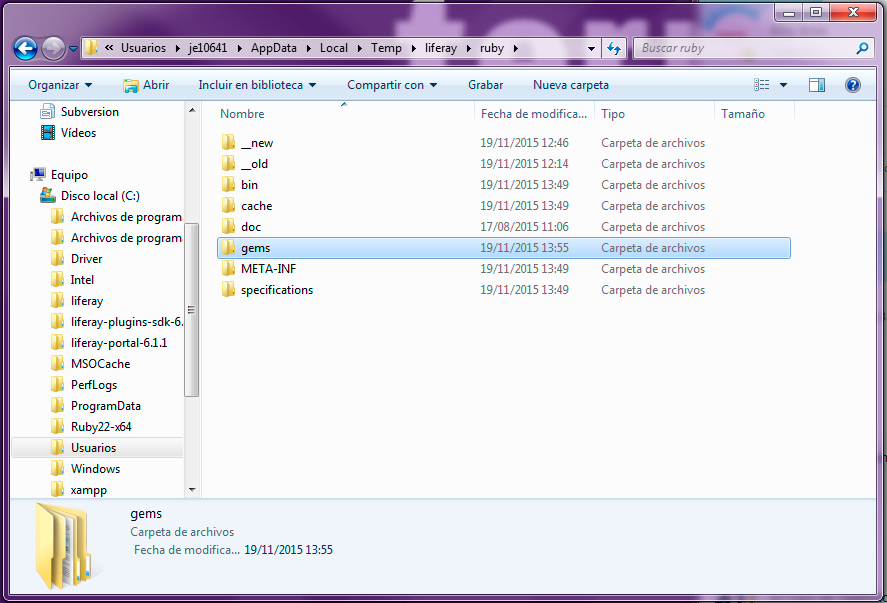 « Usuarios ▸ je10641 ▸ AppData ▸ Local ▸ Temp ▸ liferay ▸ ruby ▸
Buscar ruby
Organizar Abrir Incluir en biblioteca Compartir con Grabar Nueva carpeta
Subversion
Vídeos
Equipo
Disco local (C:)
Archivos de program
Archivos de program
Driver
Intel
liferay
liferay-plugins-sdk-6.
liferay-portal-6.1.1
MSOCache
PerfLogs
ProgramData
Ruby22-x64
Usuarios
Windows
xampp
Nombre Fecha de modifica... Tipo Tamaño
__new 19/11/2015 12:46 Carpeta de archivos
__old 19/11/2015 12:14 Carpeta de archivos
bin 19/11/2015 13:49 Carpeta de archivos
cache 19/11/2015 13:49 Carpeta de archivos
doc 17/08/2015 11:06 Carpeta de archivos
gems 19/11/2015 13:55 Carpeta de archivos
META-INF 19/11/2015 13:49 Carpeta de archivos
specifications 19/11/2015 13:49 Carpeta de archivos
gems
Carpeta de archivos
Fecha de modifica... 19/11/2015 13:55